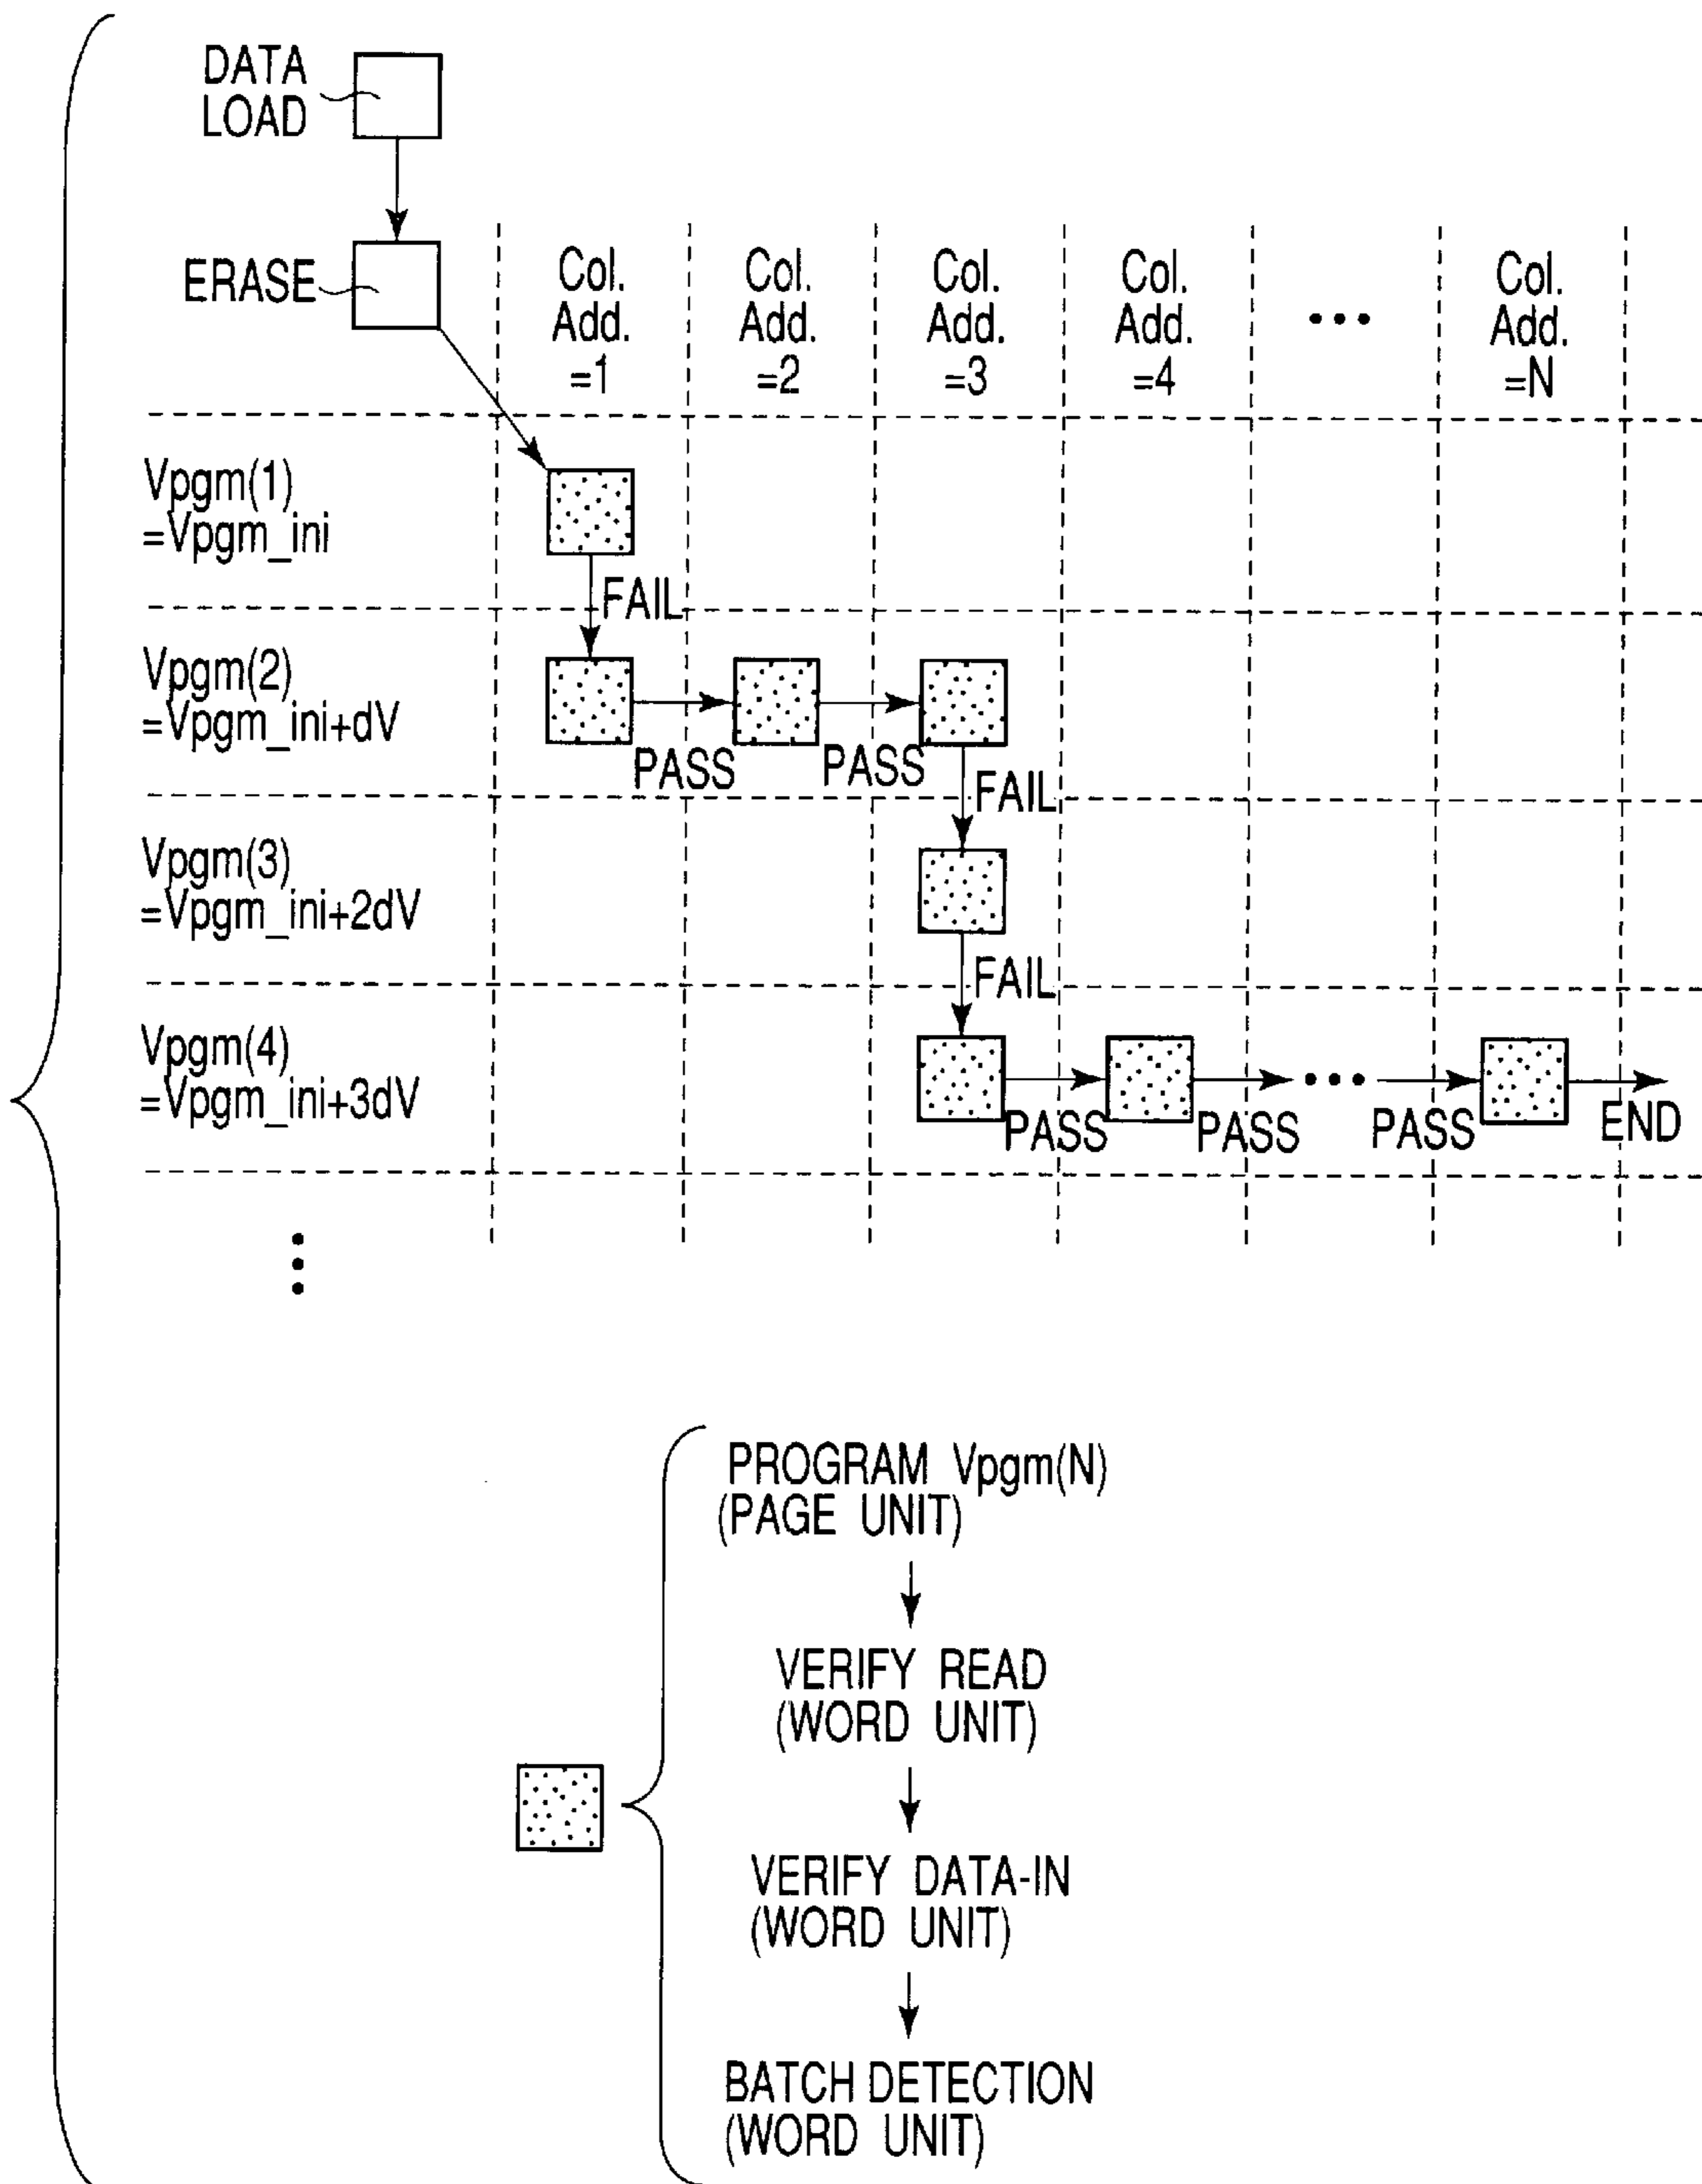 DATA
LOAD
ERASE
Col. Add. =1
Col. Add. =2
Col. Add. =3
Col. Add. =4
•••
Col. Add. =N
Vpgm(1)
=Vpgm_ini
FAIL
Vpgm(2)
=Vpgm_ini+dV
PASS
PASS
FAIL
Vpgm(3)
=Vpgm_ini+2dV
FAIL
Vpgm(4)
=Vpgm_ini+3dV
•••
PASS
PASS
PASS
END
PROGRAM Vpgm(N)
(PAGE UNIT)
VERIFY READ
(WORD UNIT)
VERIFY DATA-IN
(WORD UNIT)
BATCH DETECTION
(WORD UNIT)